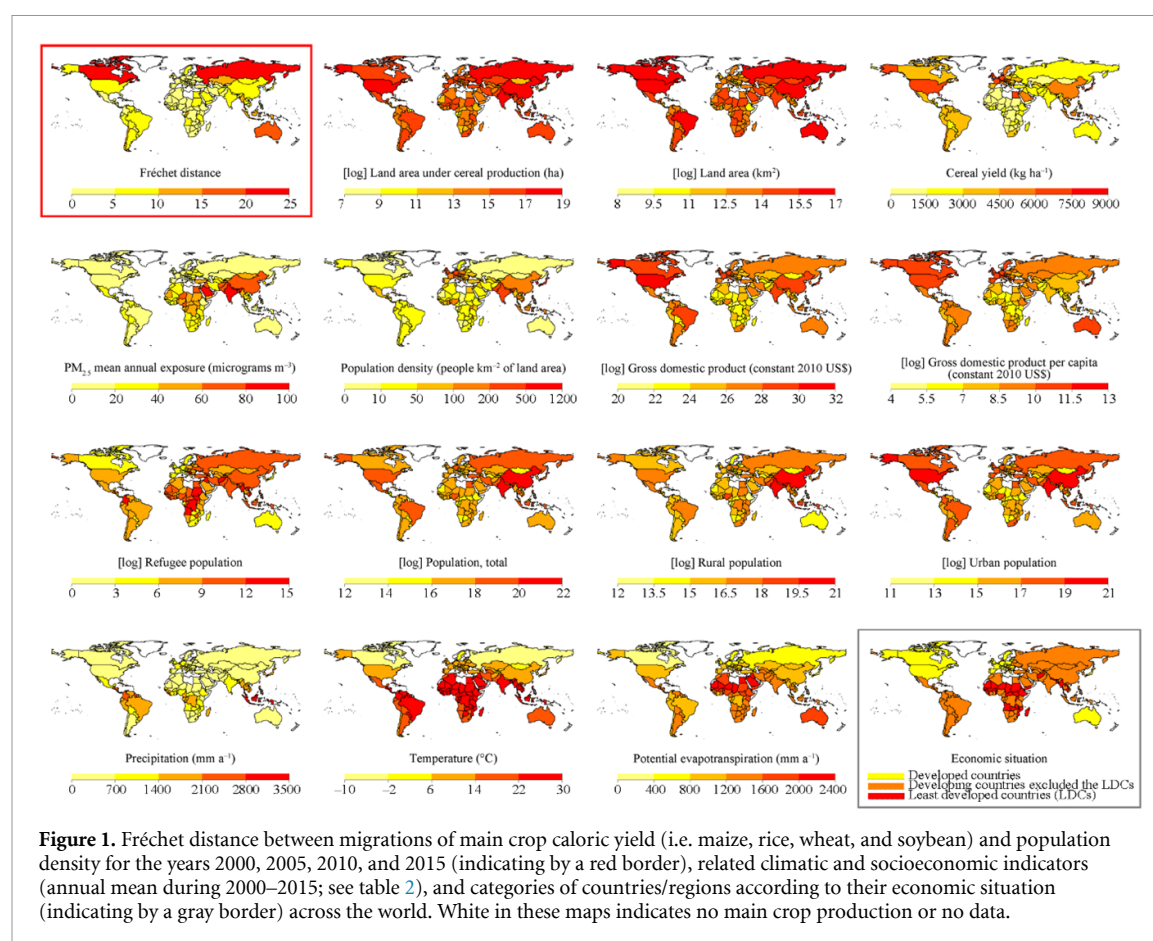 Fréchet distance
0 5 10 15 20 25
[log] Land area under cereal production (ha)
7 9 11 13 15 17 19
[log] Land area (km²)
8 9.5 11 12.5 14 15.5 17
Cereal yield (kg ha⁻¹)
0 1500 3000 4500 6000 7500 9000
PM₂.₅ mean annual exposure (micrograms m⁻³)
0 20 40 60 80 100
Population density (people km⁻² of land area)
0 10 50 100 200 500 1200
[log] Gross domestic product (constant 2010 US$)
20 22 24 26 28 30 32
[log] Gross domestic product per capita
(constant 2010 US$)
4 5.5 7 8.5 10 11.5 13
[log] Refugee population
0 3 6 9 12 15
[log] Population, total
12 14 16 18 20 22
[log] Rural population
12 13.5 15 16.5 18 19.5 21
[log] Urban population
11 13 15 17 19 21
Precipitation (mm a⁻¹)
0 700 1400 2100 2800 3500
Temperature (°C)
−10 −2 6 14 22 30
Potential evapotranspiration (mm a⁻¹)
0 400 800 1200 1600 2000 2400
Economic situation
Developed countries
Developing countries excluded the LDCs
Least developed countries (LDCs)
Figure 1. Fréchet distance between migrations of main crop caloric yield (i.e. maize, rice, wheat, and soybean) and population
density for the years 2000, 2005, 2010, and 2015 (indicating by a red border), related climatic and socioeconomic indicators
(annual mean during 2000–2015; see table 2), and categories of countries/regions according to their economic situation
(indicating by a gray border) across the world. White in these maps indicates no main crop production or no data.